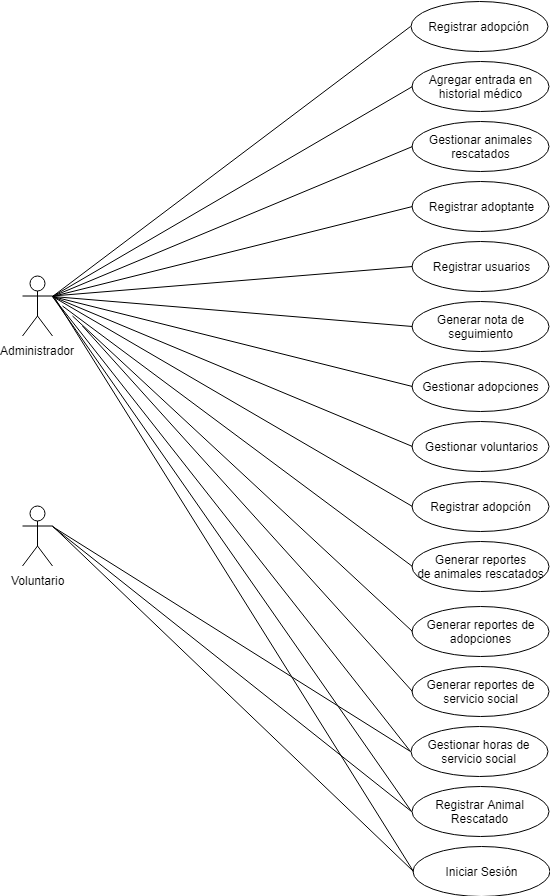 Registrar adopción
Agregar entrada en
historial médico
Gestionar animales
rescatados
Registrar adoptante
Registrar usuarios
Generar nota de
seguimiento
Administrador
Gestionar adopciones
Gestionar voluntarios
Registrar adopción
Generar reportes
de animales rescatados
Voluntario
Generar reportes de
adopciones
Generar reportes de
servicio social
Gestionar horas de
servicio social
Registrar Animal
Rescatado
Iniciar Sesión